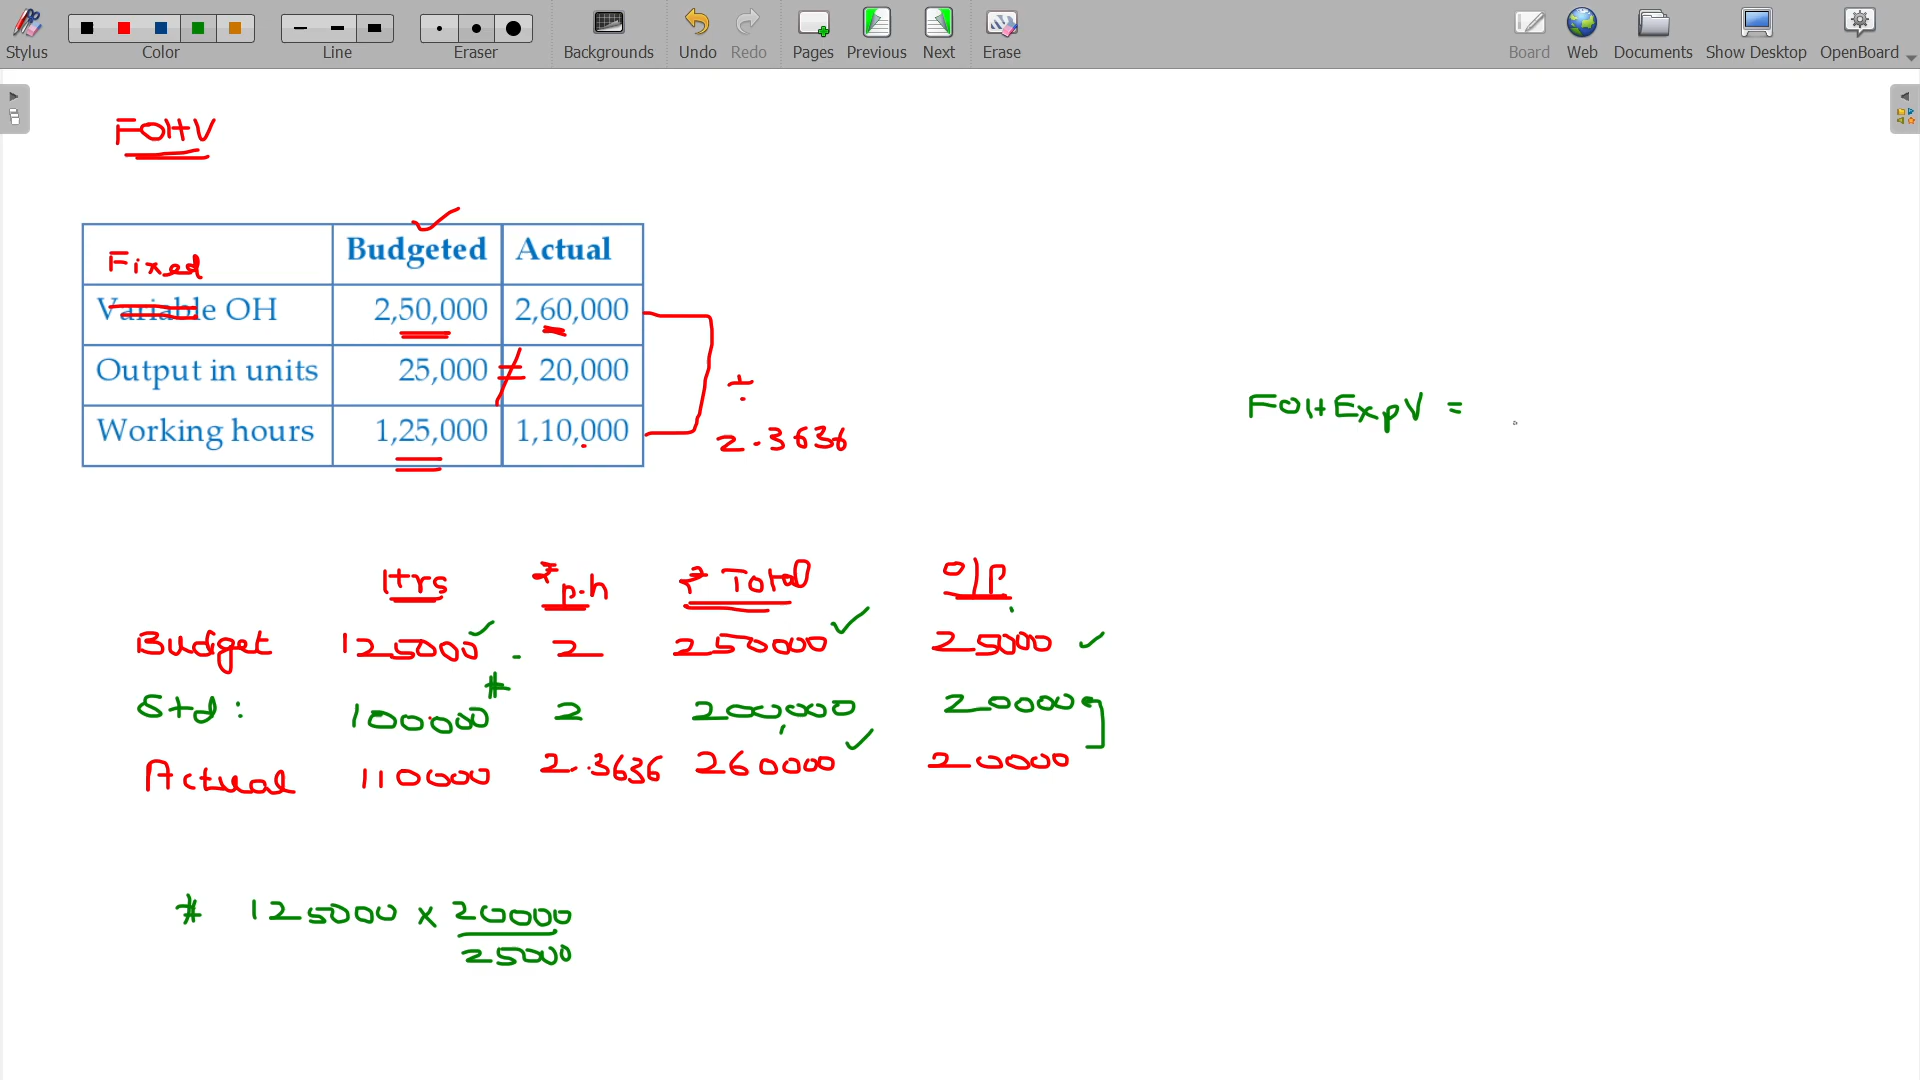 Stylus Color Line Eraser Backgrounds Undo Redo Pages Previous Next Erase Board Web Documents Show Desktop OpenBoard
FOHV
Fixed Budgeted Actual
Variable OH 2,50,000 2,60,000
Output in units 25,000 ≠ 20,000
÷
Working hours 1,25,000 1,10,000
2.3636
FOHExpV =
Hrs ₹ p.h ₹ Total O/P
Budget 125000 2 250000 25000
Std: 100000 * 2 200,000 20000
Actual 110000 2.3636 260000 20000
* 125000 x 20000
25000